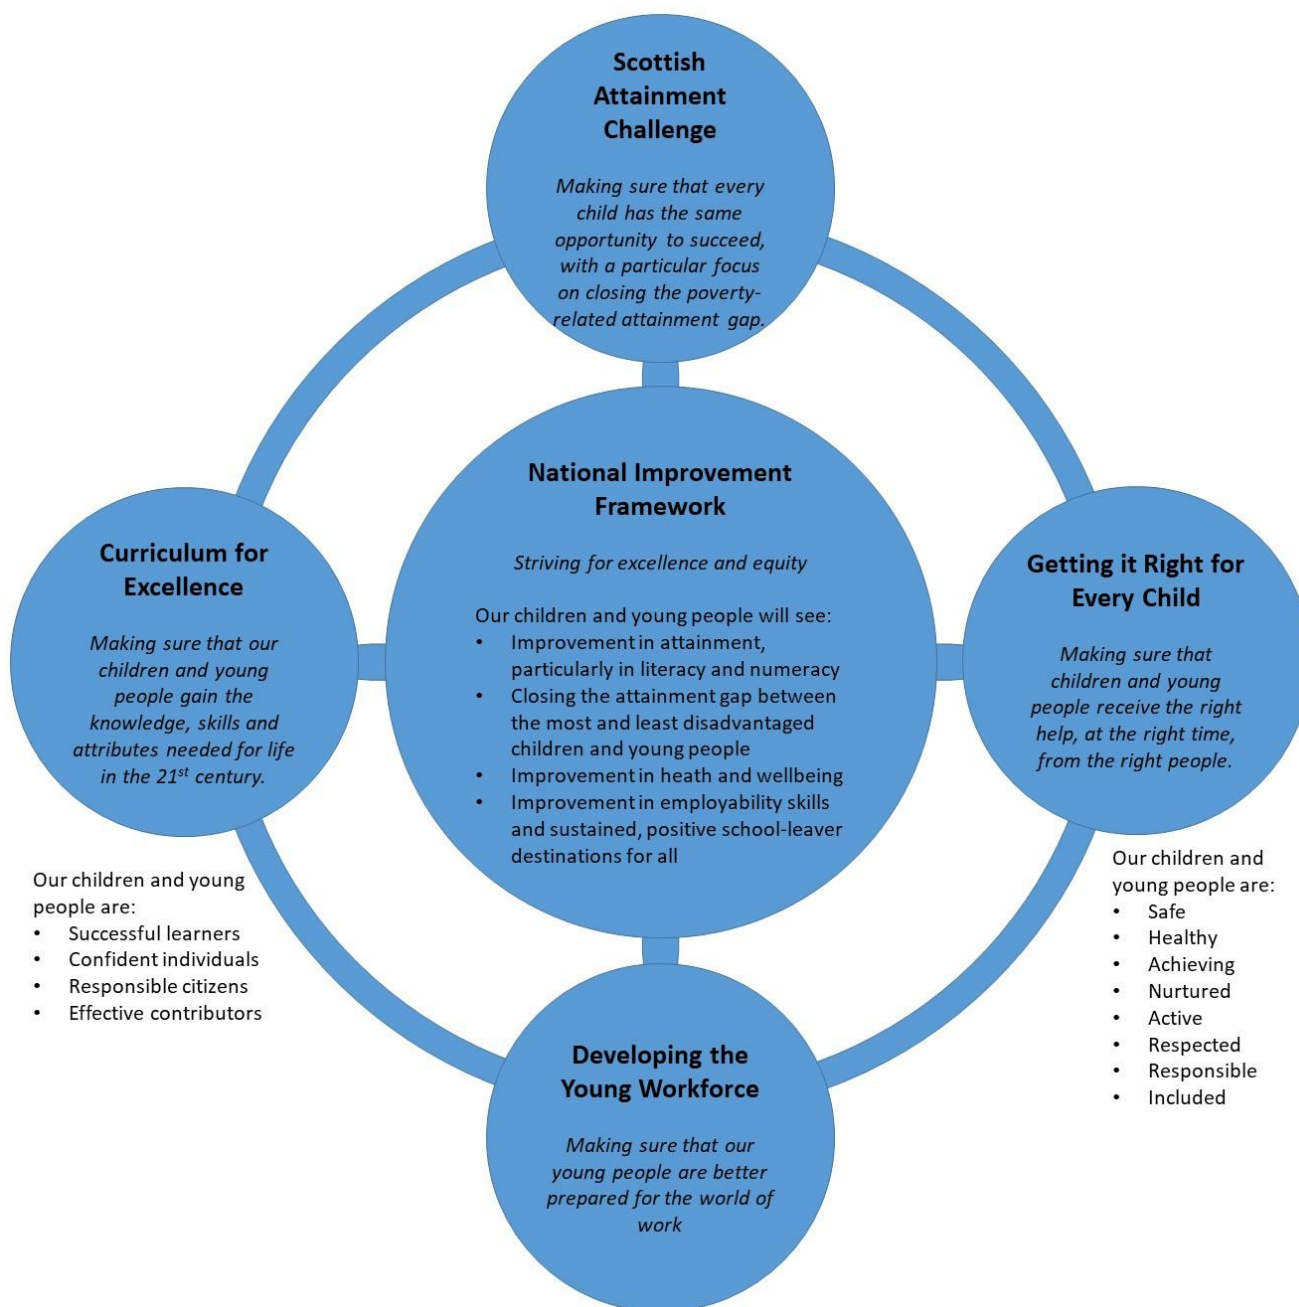 Scottish
Attainment
Challenge
Making sure that every
child has the same
opportunity to succeed,
with a particular focus
on closing the poverty-
related attainment gap.
National Improvement
Framework
Striving for excellence and equity
Our children and young people will see:
• Improvement in attainment,
particularly in literacy and numeracy
• Closing the attainment gap between
the most and least disadvantaged
children and young people
• Improvement in heath and wellbeing
• Improvement in employability skills
and sustained, positive school-leaver
destinations for all
Curriculum for
Excellence
Making sure that our
children and young
people gain the
knowledge, skills and
attributes needed for life
in the 21st century.
Our children and young
people are:
• Successful learners
• Confident individuals
• Responsible citizens
• Effective contributors
Getting it Right for
Every Child
Making sure that
children and young
people receive the right
help, at the right time,
from the right people.
Our children and
young people are:
• Safe
• Healthy
• Achieving
• Nurtured
• Active
• Respected
• Responsible
• Included
Developing the
Young Workforce
Making sure that our
young people are better
prepared for the world of
work